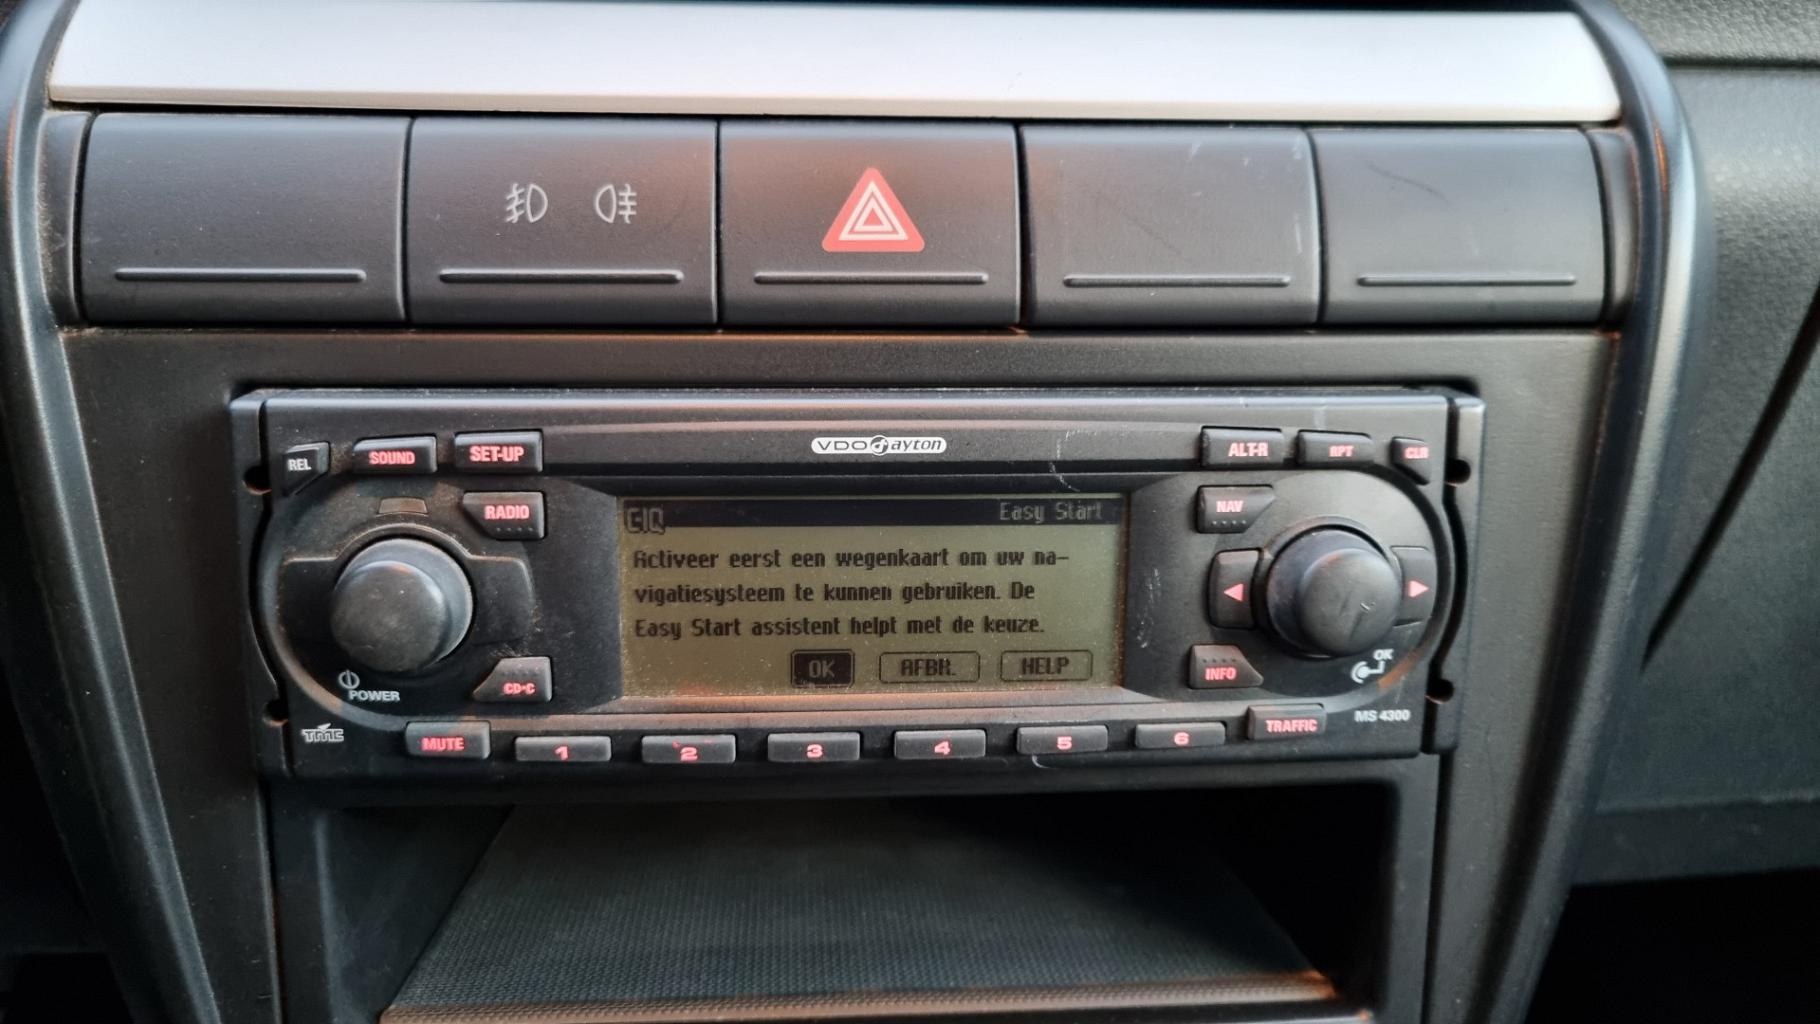 VDO Dayton
REL
SOUND
SET-UP
ALT-R
RPT
CLR
RADIO
NAV
C-IQ
Easy Start
Activeer eerst een wegenkaart om uw na-
vigatiesysteem te kunnen gebruiken. De
Easy Start assistent helpt met de keuze.
OK
AFBR.
HELP
CD•C
POWER
INFO
OK
TMC
MUTE
1
2
3
4
5
6
TRAFFIC
MS 4300